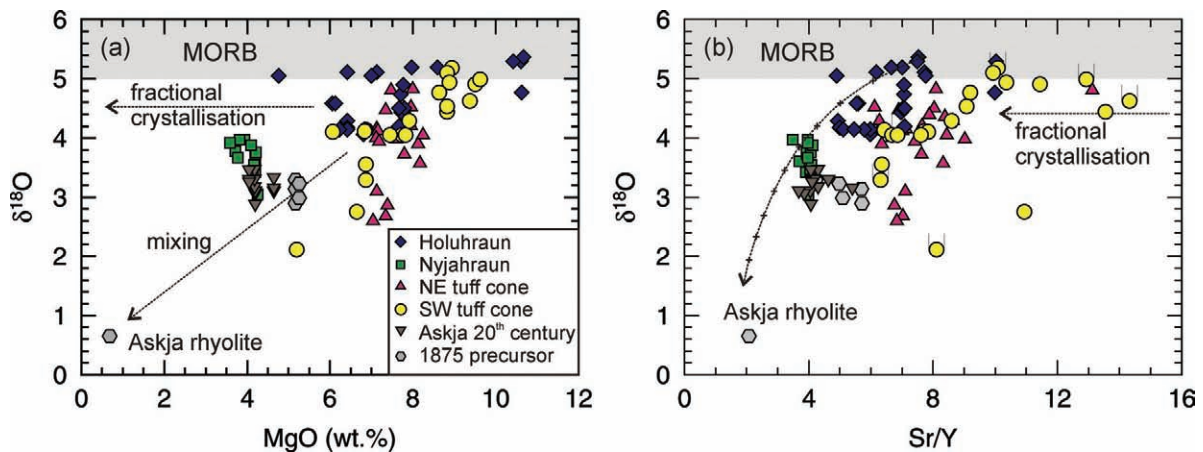 (a)
MORB
fractional
crystallisation
mixing
Askja rhyolite
Holuhraun
Nyjahraun
NE tuff cone
SW tuff cone
Askja 20th century
1875 precursor
δ18O
6
5
4
3
2
1
0
0
2
4
6
8
10
12
MgO (wt.%)
(b)
MORB
fractional
crystallisation
Askja rhyolite
δ18O
6
5
4
3
2
1
0
0
4
8
12
16
Sr/Y